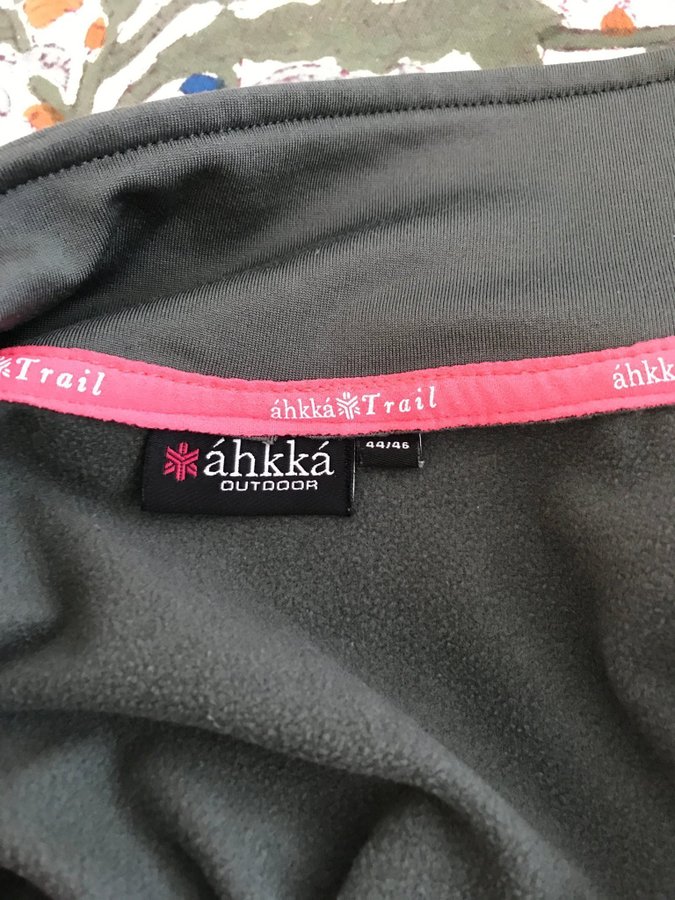 Trail
áhkká Trail
áhkk
áhkká
OUTDOOR
44/46